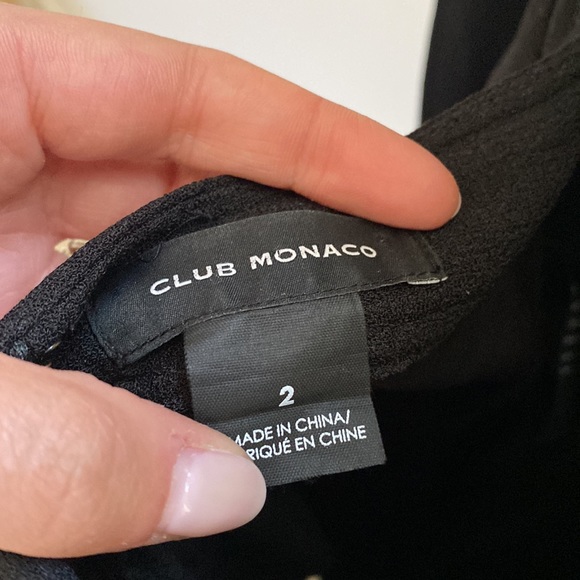 CLUB MONACO
2
MADE IN CHINA/
RIQUÉ EN CHINE